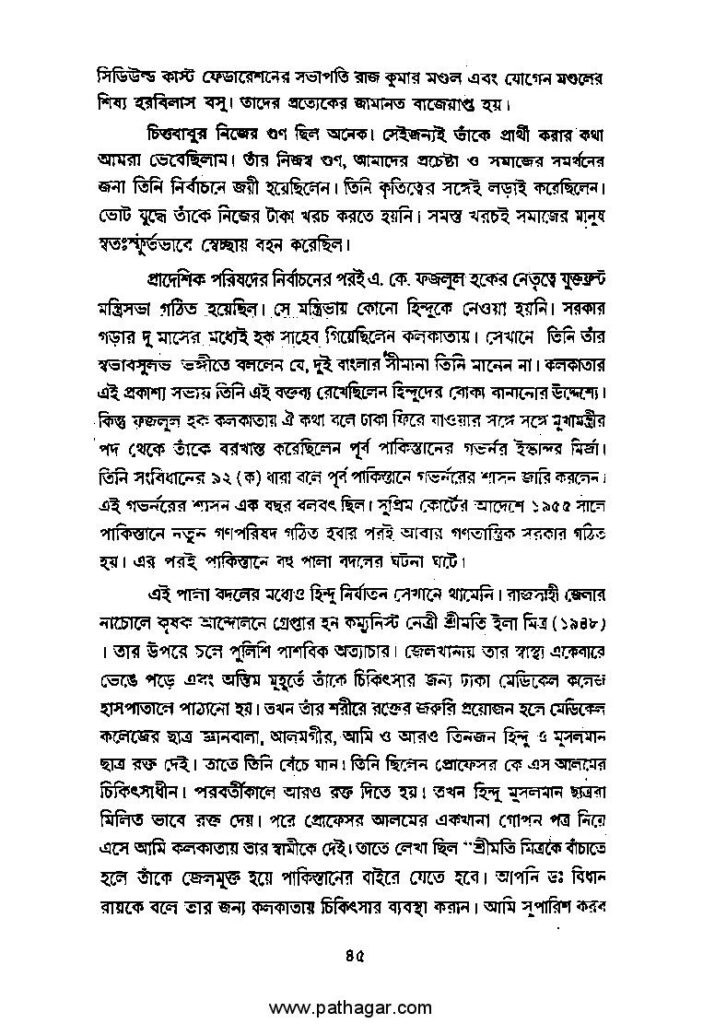 সিডিউল্ড কাস্ট ফেডারেশনের সভাপতি রাজ কুমার মণ্ডল এবং যোগেন মণ্ডলের
শিষ্য হরবিলাস বসু। তাদের প্রত্যেকের জামানত বাজেয়াপ্ত হয়।
চিত্তবাবুর নিজের গুণ ছিল অনেক। সেইজন্যই তাঁকে প্রার্থী করার কথা
আমরা ভেবেছিলাম। তাঁর নিজস্ব গুণ, আমাদের প্রচেষ্টা ও সমাজের সমর্থনের
জন্য তিনি নির্বাচনে জয়ী হয়েছিলেন। তিনি কৃতিত্বের সঙ্গেই লড়াই করেছিলেন।
ভোট যুদ্ধে তাঁকে নিজের টাকা খরচ করতে হয়নি। সমস্ত খরচই সমাজের মানুষ
স্বতঃস্ফূর্তভাবে স্বেচ্ছায় বহন করেছিল।
প্রাদেশিক পরিষদের নির্বাচনের পরই এ. কে. ফজলুল হকের নেতৃত্বে যুক্তফ্রন্ট
মন্ত্রিসভা গঠিত হয়েছিল। সে মন্ত্রিভায় কোনো হিন্দুকে নেওয়া হয়নি। সরকার
গড়ার দু মাসের মধ্যেই হক সাহেব গিয়েছিলেন কলকাতায়। সেখানে তিনি তাঁর
স্বভাবসুলভ ভঙ্গীতে বললেন যে, দুই বাংলার সীমানা তিনি মানেন না। কলকাতার
এই প্রকাশ্য সভায় তিনি এই বক্তব্য রেখেছিলেন হিন্দুদের বোকা বানানোর উদ্দেশ্যে।
কিন্তু ফজলুল হক কলকাতায় ঐ কথা বলে ঢাকা ফিরে যাওয়ার সঙ্গে সঙ্গে মুখ্যমন্ত্রীর
পদ থেকে তাঁকে বরখাস্ত করেছিলেন পূর্ব পাকিস্তানের গভর্নর ইস্কান্দর মির্জা।
তিনি সংবিধানের ৯২ (ক) ধারা বলে পূর্ব পাকিস্তানে গভর্নরের শাসন জারি করলেন।
এই গভর্নরের শাসন এক বছর বলবৎ ছিল। সুপ্রিম কোর্টের আদেশে ১৯৫৫ সালে
পাকিস্তানে নতুন গণপরিষদ গঠিত হবার পরই আবার গণতান্ত্রিক সরকার গঠিত
হয়। এর পরই পাকিস্তানে বহু পালা বদলের ঘটনা ঘটে।
এই পালা বদলের মধ্যেও হিন্দু নির্যাতন সেখানে থামেনি। রাজসাহী জেলার
নাচোলে কৃষক আন্দোলনে গ্রেপ্তার হন কম্যুনিস্ট নেত্রী শ্রীমতি ইলা মিত্র (১৯৪৮)
। তার উপরে চলে পুলিশি পাশবিক অত্যাচার। জেলখানায় তার স্বাস্থ্য একেবারে
ভেঙে পড়ে এবং অন্তিম মুহূর্তে তাঁকে চিকিৎসার জন্য ঢাকা মেডিকেল কলেজ
হাসপাতালে পাঠানো হয়। তখন তাঁর শরীরে রক্তের জরুরি প্রয়োজন হলে মেডিকেল
কলেজের ছাত্র জ্ঞানবালা, আলমগীর, আমি ও আরও তিনজন হিন্দু ও মুসলমান
ছাত্র রক্ত দেই। তাতে তিনি বেঁচে যান। তিনি ছিলেন প্রোফেসর কে এস আলমের
চিকিৎসাধীন। পরবর্তীকালে আরও রক্ত দিতে হয়। তখন হিন্দু মুসলমান ছাত্ররা
মিলিত ভাবে রক্ত দেয়। পরে প্রোফেসর আলমের একখানা গোপন পত্র নিয়ে
এসে আমি কলকাতায় তার স্বামীকে দেই। তাতে লেখা ছিল "শ্রীমতি মিত্রকে বাঁচাতে
হলে তাঁকে জেলমুক্ত হয়ে পাকিস্তানের বাইরে যেতে হবে। আপনি ডঃ বিধান
রায়কে বলে তার জন্য কলকাতায় চিকিৎসার ব্যবস্থা করান। আমি সুপারিশ করব
৪৫
www.pathagar.com